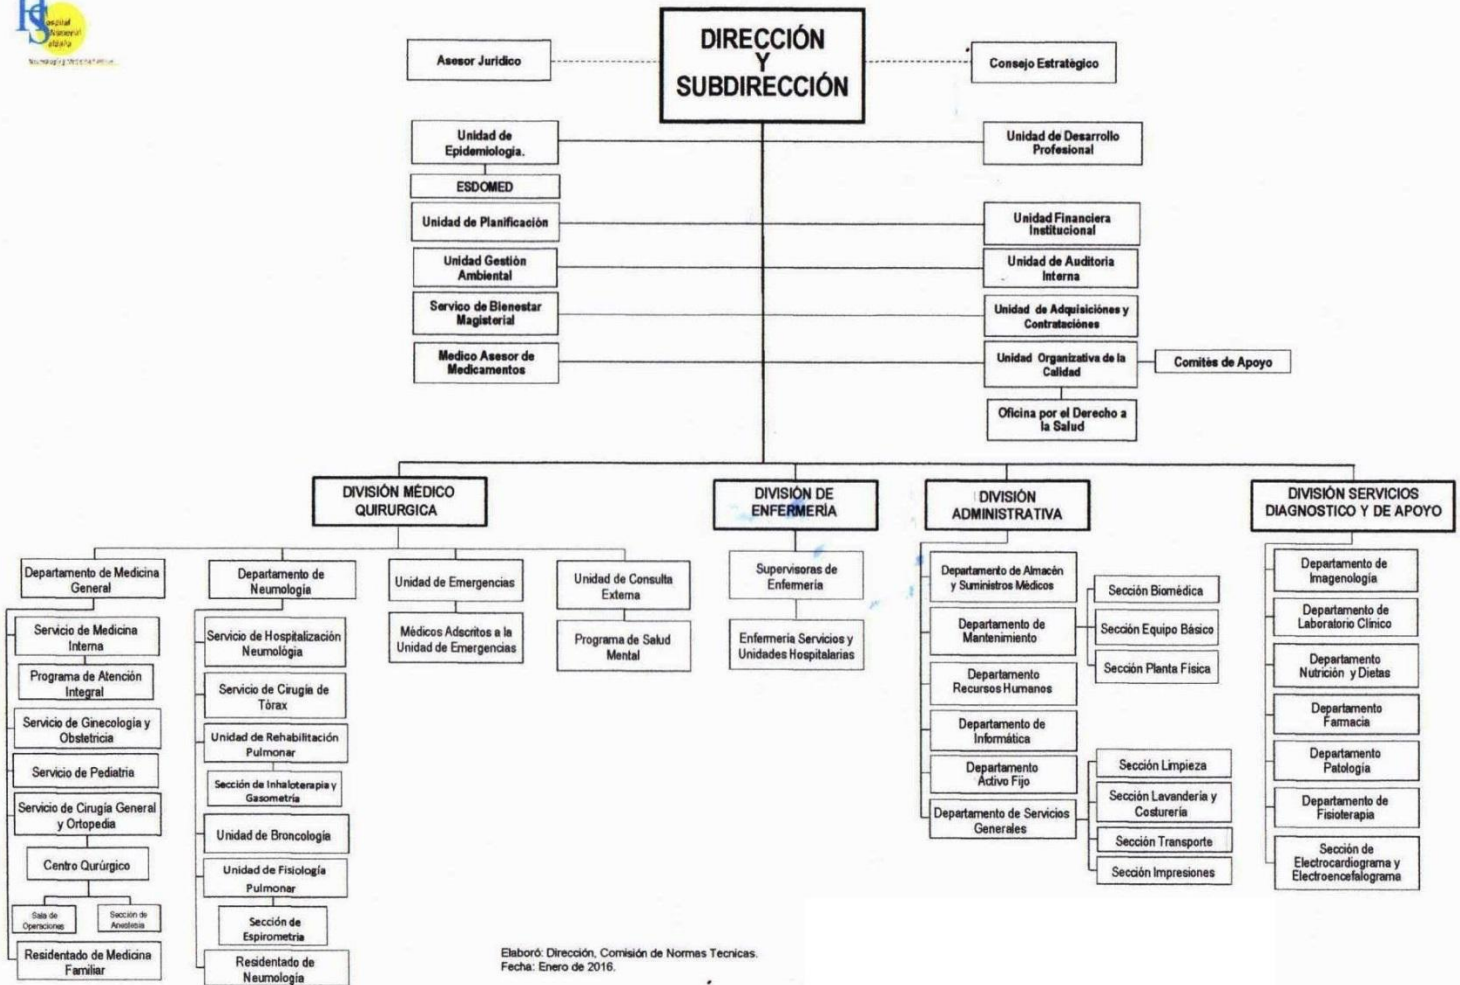 HS
Hospital
Nacional
Saldaña
DIRECCIÓN
Y
SUBDIRECCIÓN
Asesor Jurídico
Consejo Estratégico
Unidad de
Epidemiología.
Unidad de Desarrollo
Profesional
ESDOMED
Unidad de Planificación
Unidad Financiera
Institucional
Unidad Gestión
Ambiental
Unidad de Auditoria
Interna
Servico de Bienestar
Magisterial
Unidad de Adquisiciónes y
Contrataciónes
Medico Asesor de
Medicamentos
Unidad Organizativa de la
Calidad
Comités de Apoyo
Oficina por el Derecho a
la Salud
DIVISIÓN MÉDICO
QUIRURGICA
DIVISIÓN DE
ENFERMERÍA
DIVISIÓN
ADMINISTRATIVA
DIVISIÓN SERVICIOS
DIAGNOSTICO Y DE APOYO
Departamento de Medicina
General
Servicio de Medicina
Interna
Programa de Atención
Integral
Servicio de Ginecología y
Obstetricia
Servicio de Pediatria
Servicio de Cirugía General
y Ortopedia
Centro Qurúrgico
Sala de
Operaciones
Sección de
Anestesia
Residentado de Medicina
Familiar
Departamento de
Neumología
Servicio de Hospitalización
Neumológia
Servicio de Cirugía de
Tórax
Unidad de Rehabilitación
Pulmonar
Sección de Inhaloterapia y
Gasometria
Unidad de Broncología
Unidad de Fisiología
Pulmonar
Sección de
Espirometria
Residentado de
Neumología
Unidad de Emergencias
Médicos Adscritos a la
Unidad de Emergencias
Unidad de Consulta
Externa
Programa de Salud
Mental
Supervisoras de
Enfermería
Enfermería Servicios y
Unidades Hospitalarias
Departamento de Almacén
y Suministros Médicos
Departamento de
Mantenimiento
Sección Biomédica
Sección Equipo Básico
Sección Planta Física
Departamento
Recursos Humanos
Departamento de
Informática
Departamento
Activo Fijo
Departamento de Servicios
Generales
Sección Limpieza
Sección Lavandería y
Costurería
Sección Transporte
Sección Impresiones
Departamento de
Imagenología
Departamento de
Laboratorio Clínico
Departamento
Nutrición y Dietas
Departamento
Farmacia
Departamento
Patología
Departamento de
Fisioterapia
Sección de
Electrocardiograma y
Electroencefalograma
Elaboró: Dirección, Comisión de Normas Tecnicas.
Fecha: Enero de 2016.